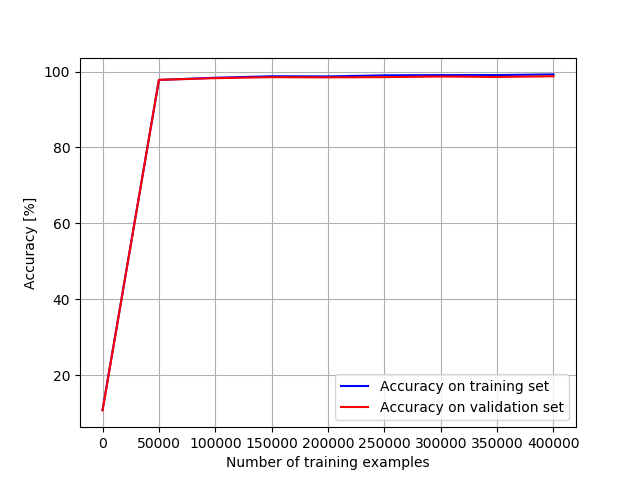 100
80
60
40
20
Accuracy [%]
Accuracy on training set
Accuracy on validation set
0 50000 100000 150000 200000 250000 300000 350000 400000
Number of training examples